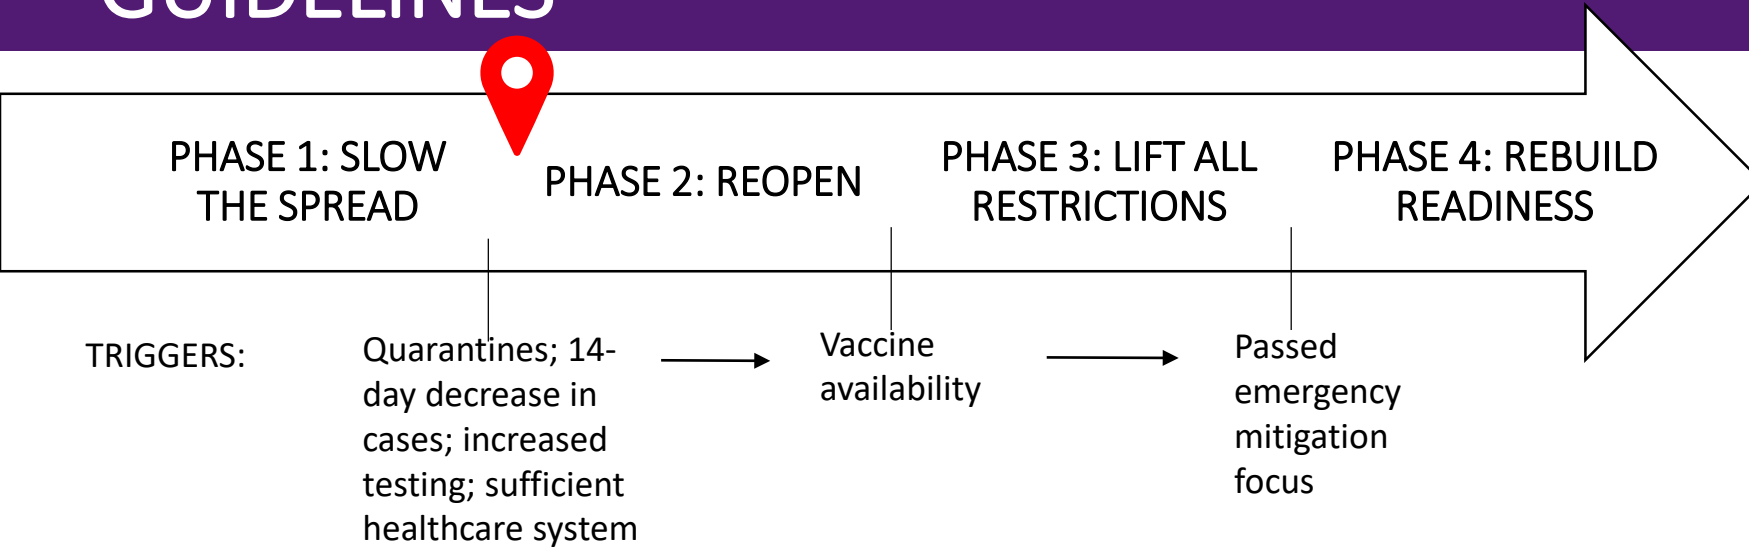 GUIDELINES
PHASE 1: SLOW
THE SPREAD
PHASE 2: REOPEN
PHASE 3: LIFT ALL
RESTRICTIONS
PHASE 4: REBUILD
READINESS
TRIGGERS:
Quarantines; 14-
day decrease in
cases; increased
testing; sufficient
healthcare system
Vaccine
availability
Passed
emergency
mitigation
focus